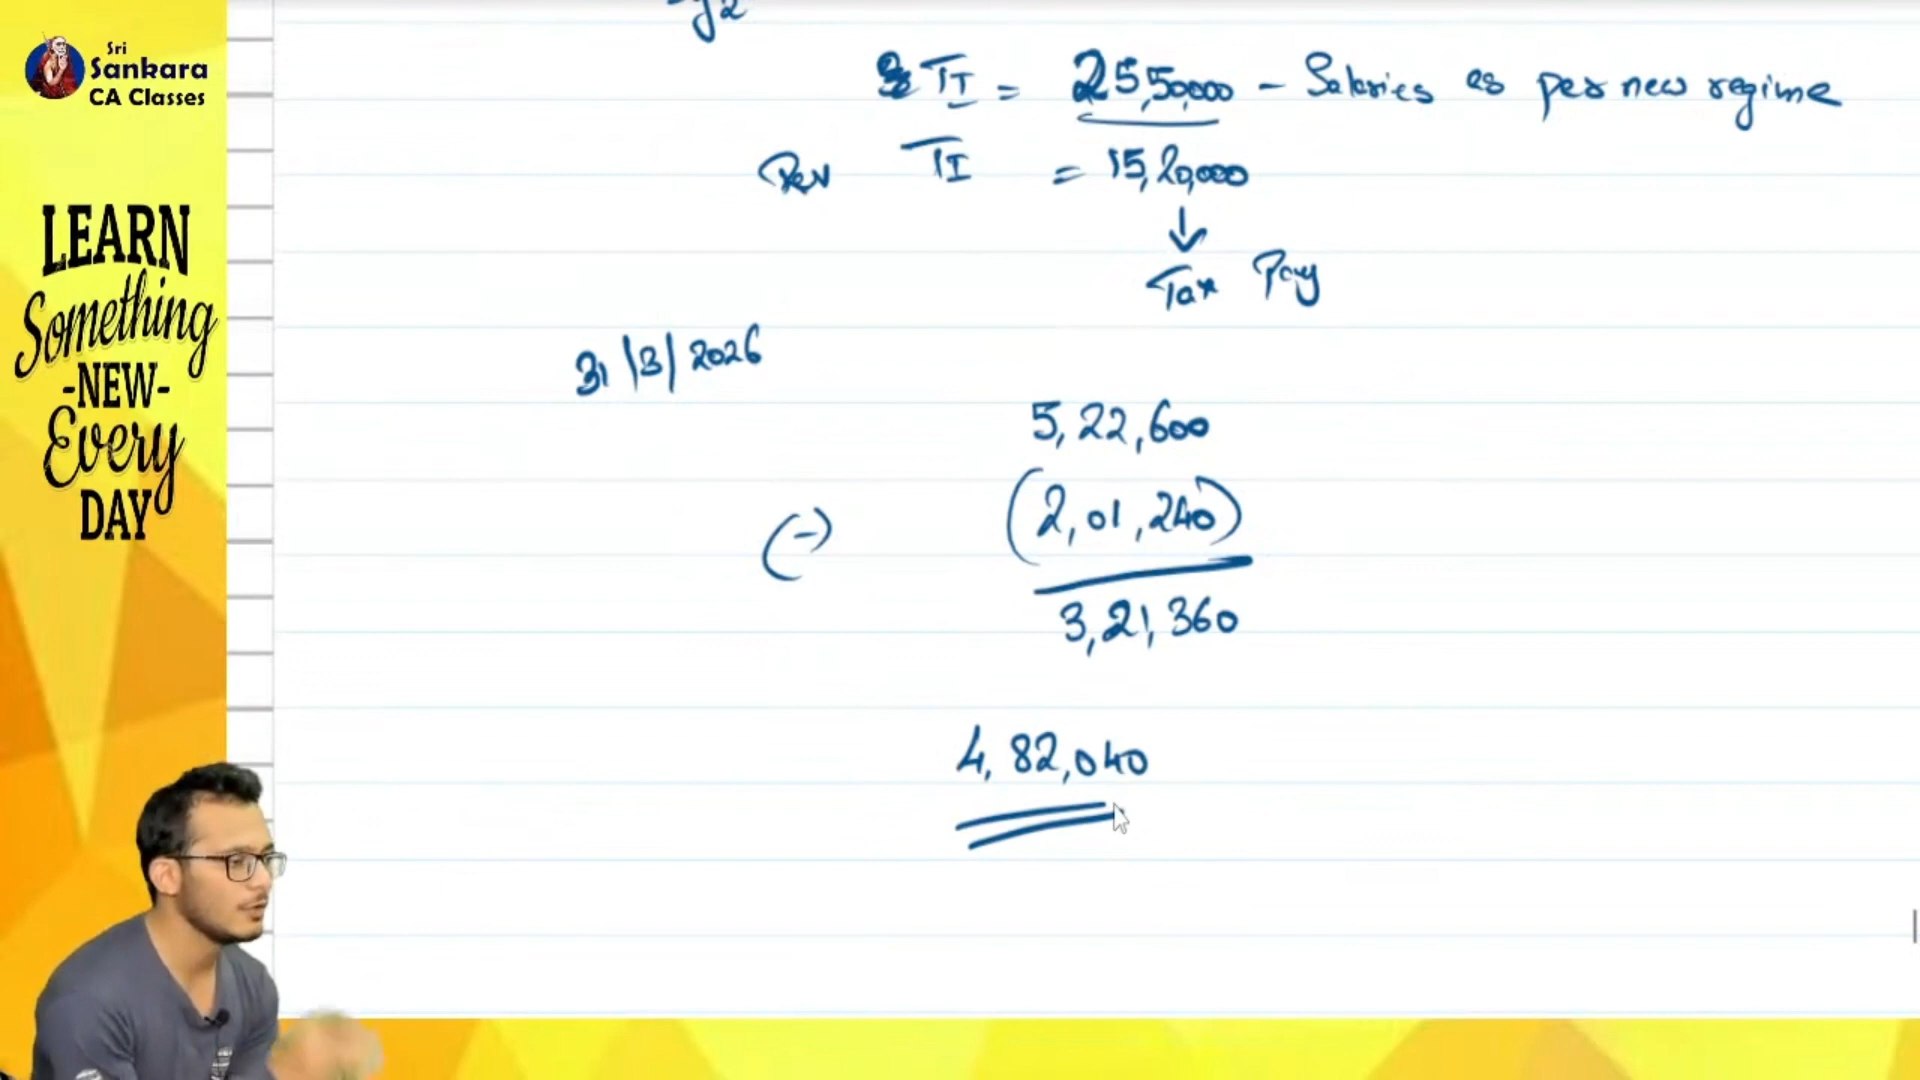 Sri
Sankara
CA Classes
LEARN
Something
-NEW-
Every
DAY
TI = 25,50,000 - Salaries as per new regime
Rev TI = 15,20,000
Tax Pay
31/3/2026
5,22,600
(-) (2,01,240)
3,21,360
4,82,040